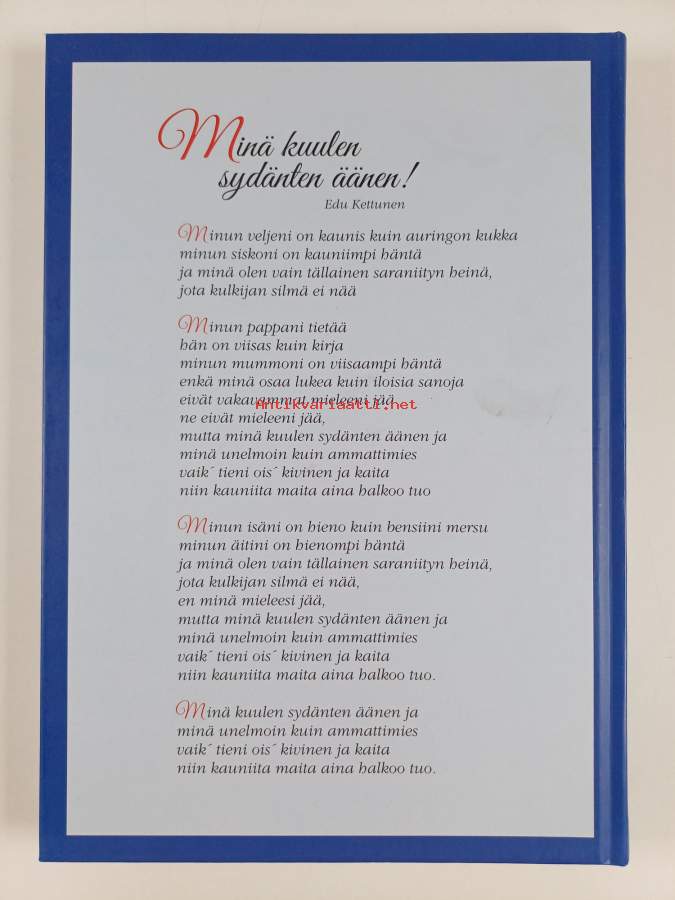 Minä kuulen
sydänten äänen!
Edu Kettunen
Minun veljeni on kaunis kuin auringon kukka
minun siskoni on kauniimpi häntä
ja minä olen vain tällainen saraniityn heinä,
jota kulkijan silmä ei nää
Minun pappani tietää
hän on viisas kuin kirja
minun mummoni on viisaampi häntä
enkä minä osaa lukea kuin iloisia sanoja
eivät vakavammat mieleeni jää
Antikvariaatti.net
ne eivät mieleeni jää,
mutta minä kuulen sydänten äänen ja
minä unelmoin kuin ammattimies
vaik´ tieni ois´ kivinen ja kaita
niin kauniita maita aina halkoo tuo
Minun isäni on hieno kuin bensiini mersu
minun äitini on hienompi häntä
ja minä olen vain tällainen saraniityn heinä,
jota kulkijan silmä ei nää,
en minä mieleesi jää,
mutta minä kuulen sydänten äänen ja
minä unelmoin kuin ammattimies
vaik´ tieni ois´ kivinen ja kaita
niin kauniita maita aina halkoo tuo.
Minä kuulen sydänten äänen ja
minä unelmoin kuin ammattimies
vaik´ tieni ois´ kivinen ja kaita
niin kauniita maita aina halkoo tuo.